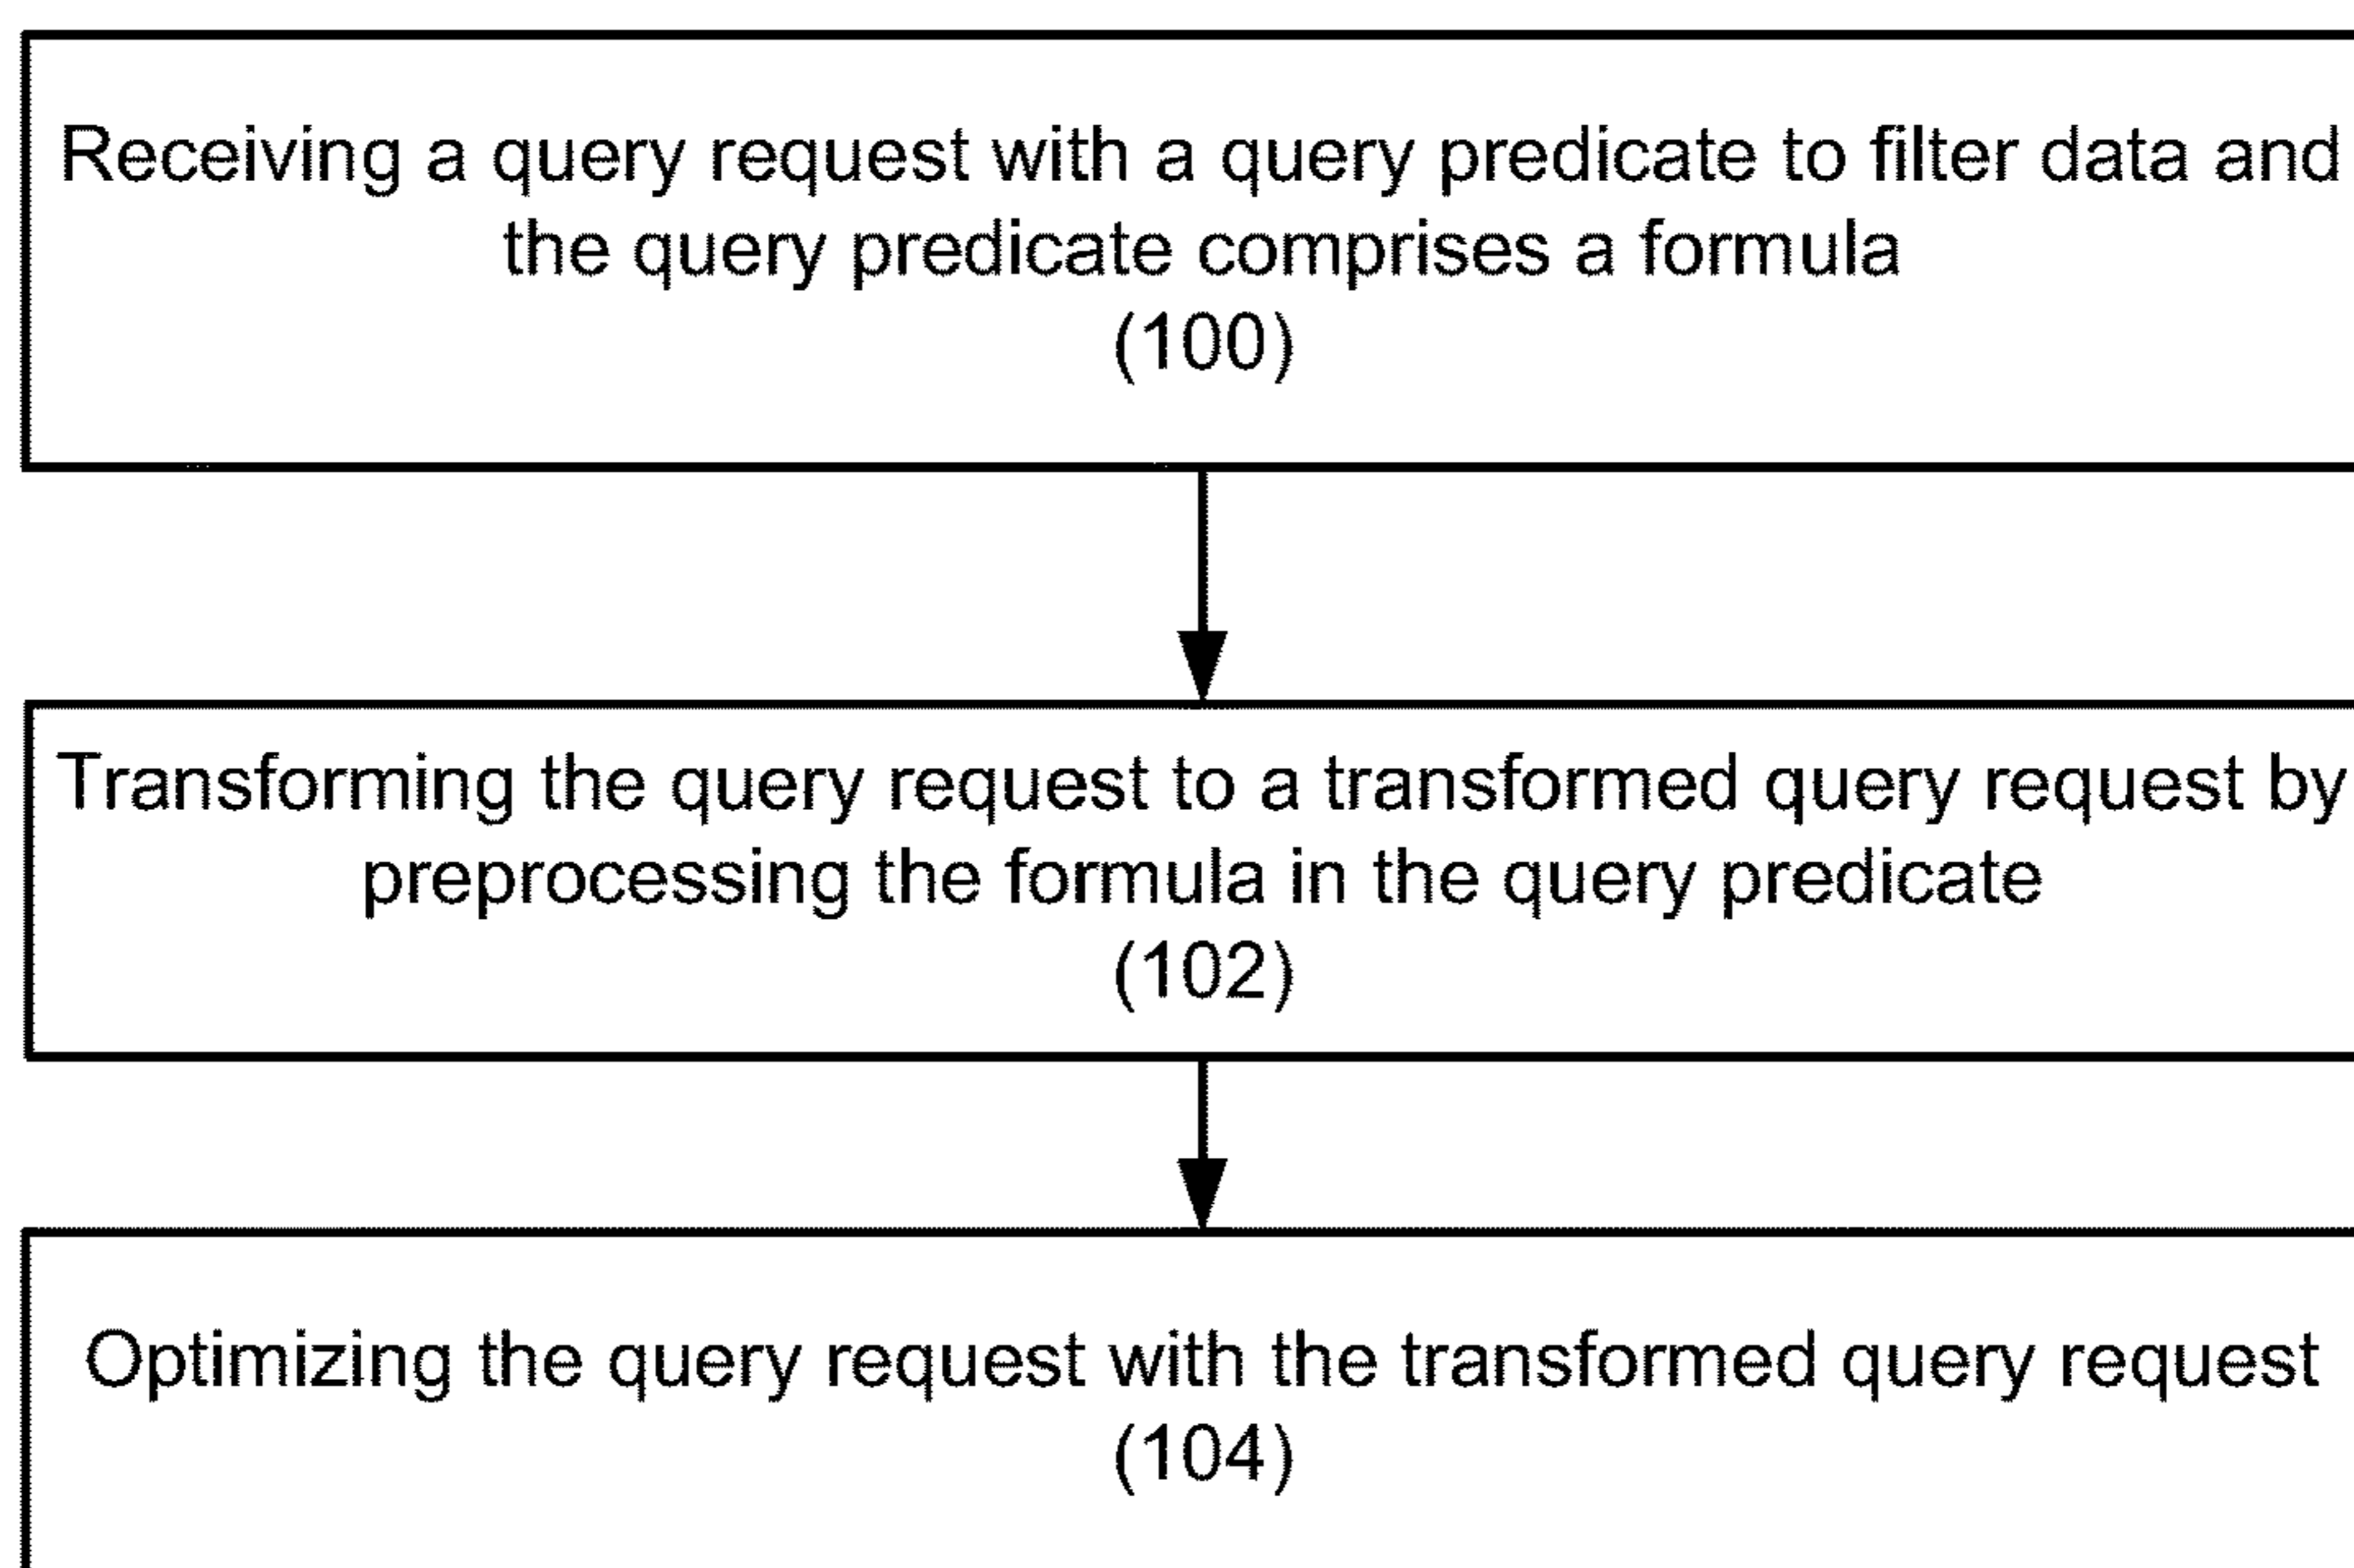 Receiving a query request with a query predicate to filter data and
the query predicate comprises a formula
(100)
Transforming the query request to a transformed query request by
preprocessing the formula in the query predicate
(102)
Optimizing the query request with the transformed query request
(104)